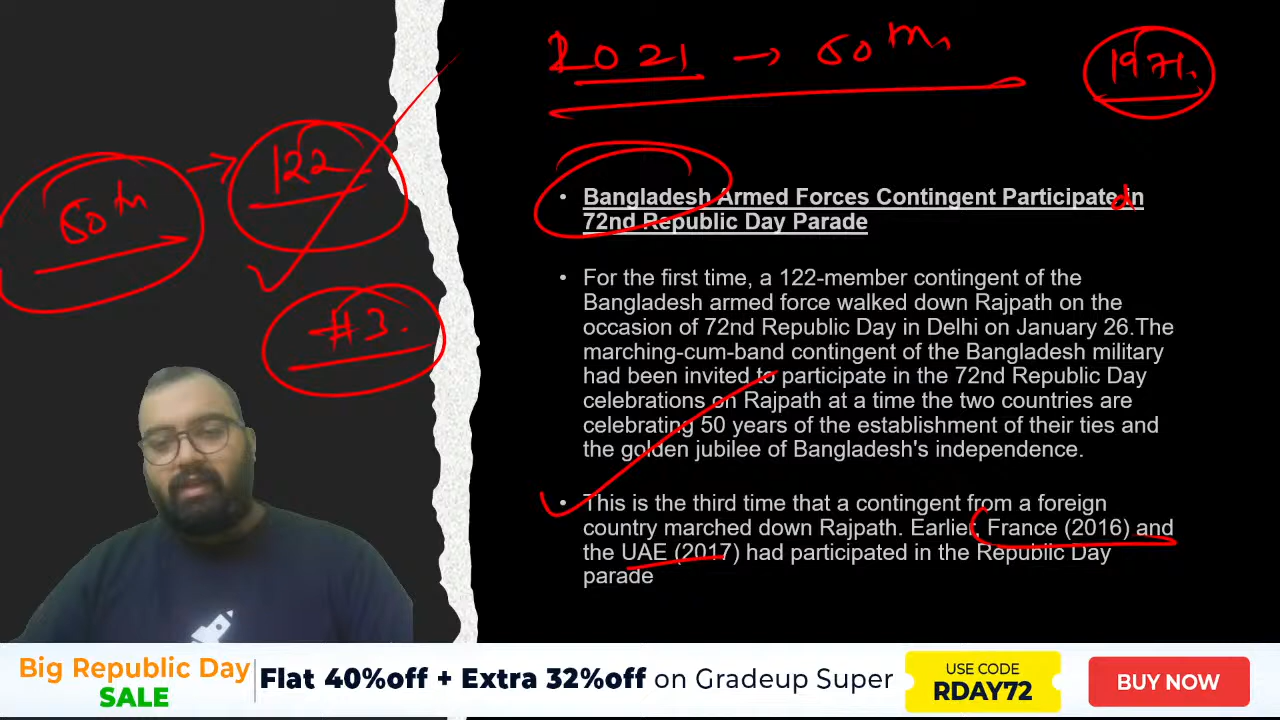 2021 → 50th
1971.
50th → 122
#3.
• Bangladesh Armed Forces Contingent Participated In
72nd Republic Day Parade
• For the first time, a 122-member contingent of the
Bangladesh armed force walked down Rajpath on the
occasion of 72nd Republic Day in Delhi on January 26.The
marching-cum-band contingent of the Bangladesh military
had been invited to participate in the 72nd Republic Day
celebrations on Rajpath at a time the two countries are
celebrating 50 years of the establishment of their ties and
the golden jubilee of Bangladesh's independence.
• This is the third time that a contingent from a foreign
country marched down Rajpath. Earlier, France (2016) and
the UAE (2017) had participated in the Republic Day
parade
Big Republic Day
SALE
Flat 40%off + Extra 32%off on Gradeup Super
USE CODE
RDAY72
BUY NOW